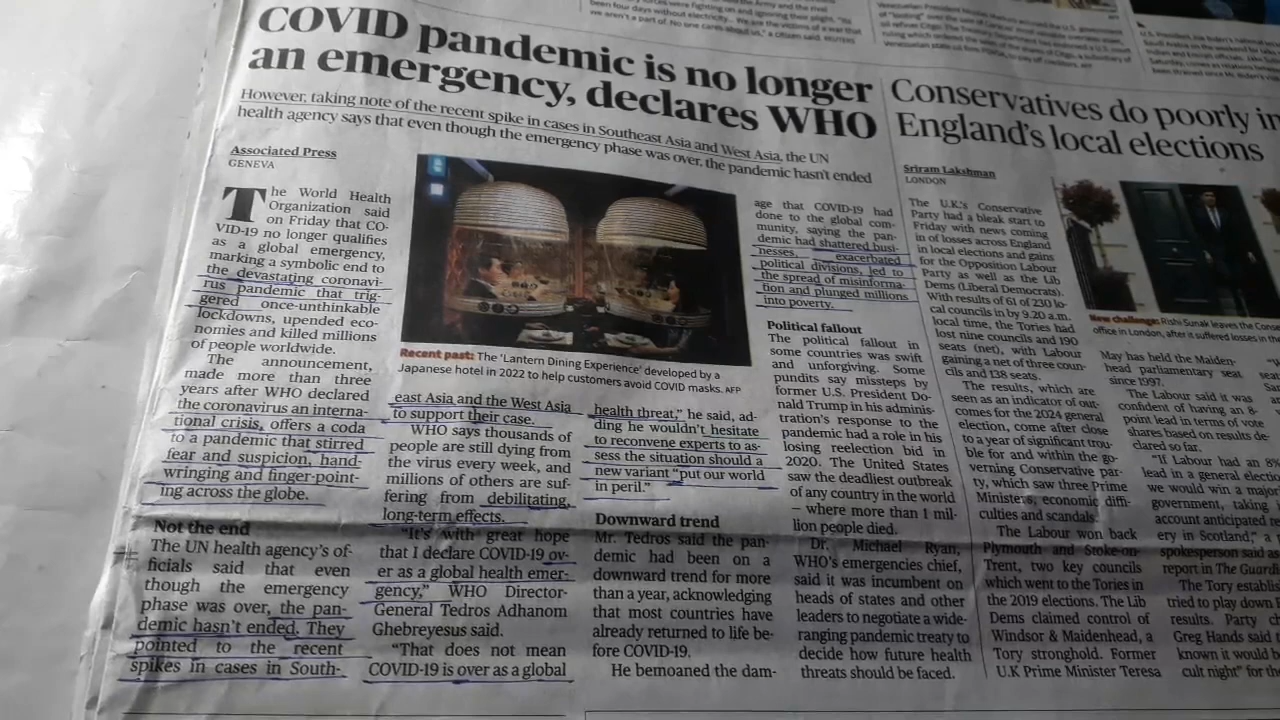 been four days without electricity... We are the victims of a war that
we aren't a part of. No one cares about us," a citizen said. REUTERS
COVID pandemic is no longer
an emergency, declares WHO
However, taking note of the recent spike in cases in Southeast Asia and West Asia, the UN
health agency says that even though the emergency phase was over, the pandemic hasn't ended
Associated Press
GENEVA
The World Health
Organization said
on Friday that CO-
VID-19 no longer qualifies
as a global emergency,
marking a symbolic end to
the devastating coronavi-
rus pandemic that trig-
gered once-unthinkable
lockdowns, upended eco-
nomies and killed millions
of people worldwide.
The announcement,
made more than three
years after WHO declared
the coronavirus an interna-
tional crisis, offers a coda
to a pandemic that stirred
fear and suspicion, hand-
wringing and finger-point-
ing across the globe.
Not the end
The UN health agency's of-
ficials said that even
though the emergency
phase was over, the pan-
demic hasn't ended. They
pointed to the recent
spikes in cases in South-
Recent past: The 'Lantern Dining Experience' developed by a
Japanese hotel in 2022 to help customers avoid COVID masks. AFP
east Asia and the West Asia
to support their case.
WHO says thousands of
people are still dying from
the virus every week, and
millions of others are suf-
fering from debilitating,
long-term effects.
"It's with great hope
that I declare COVID-19 ov-
er as a global health emer-
gency," WHO Director-
General Tedros Adhanom
Ghebreyesus said.
"That does not mean
COVID-19 is over as a global
health threat," he said, ad-
ding he wouldn't hesitate
to reconvene experts to as-
sess the situation should a
new variant "put our world
in peril."
Downward trend
Mr. Tedros said the pan-
demic had been on a
downward trend for more
than a year, acknowledging
that most countries have
already returned to life be-
fore COVID-19.
He bemoaned the dam-
age that COVID-19 had
done to the global com-
munity, saying the pan-
demic had shattered busi-
nesses, exacerbated
political divisions, led to
the spread of misinforma-
tion and plunged millions
into poverty.
Political fallout
The political fallout in
some countries was swift
and unforgiving. Some
pundits say missteps by
former U.S. President Do-
nald Trump in his adminis-
tration's response to the
pandemic had a role in his
losing reelection bid in
2020. The United States
saw the deadliest outbreak
of any country in the world
— where more than 1 mil-
lion people died.
Dr. Michael Ryan,
WHO's emergencies chief,
said it was incumbent on
heads of states and other
leaders to negotiate a wide-
ranging pandemic treaty to
decide how future health
threats should be faced.
Conservatives do poorly in
England's local elections
Sriram Lakshman
LONDON
The U.K.'s Conservative
Party had a bleak start to
Friday with news coming
in of losses across England
in local elections and gains
for the Opposition Labour
Party as well as the Lib
Dems (Liberal Democrats).
With results of 61 of 230 lo-
cal councils in by 9.20 a.m.
local time, the Tories had
lost nine councils and 190
seats (net), with Labour
gaining a net of three coun-
cils and 138 seats.
The results, which are
seen as an indicator of out-
comes for the 2024 general
election, come after close
to a year of significant trou-
ble for and within the go-
verning Conservative par-
ty, which saw three Prime
Ministers, economic diffi-
culties and scandals.
The Labour won back
Plymouth and Stoke-on-
Trent, two key councils
which went to the Tories in
the 2019 elections. The Lib
Dems claimed control of
Windsor & Maidenhead, a
Tory stronghold. Former
U.K Prime Minister Teresa
New challenge: Rishi Sunak leaves the Conse
office in London, after it suffered losses in the
May has held the Maiden-
head parliamentary seat
since 1997.
The Labour said it was
confident of having an 8-
point lead in terms of vote
shares based on results de-
clared so far.
"If Labour had an 8%
lead in a general electio
we would win a major
government, taking
account anticipated
ery in Scotland," a
spokesperson said as
report in The Guardi
The Tory establis
tried to play down
results. Party ch
Greg Hands said
known it would b
cult night" for th